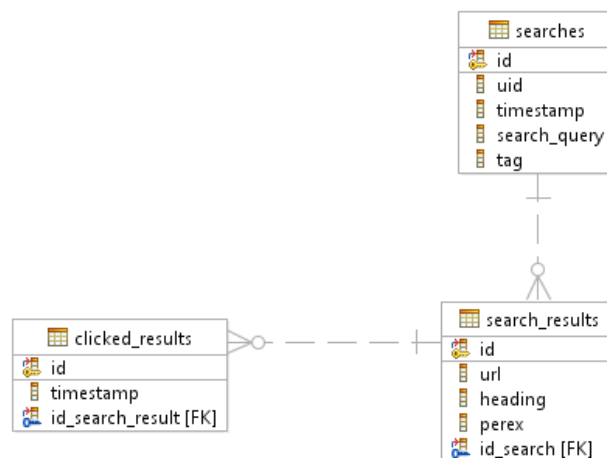 searches
id
uid
timestamp
search_query
tag
clicked_results
id
timestamp
id_search_result [FK]
search_results
id
url
heading
perex
id_search [FK]